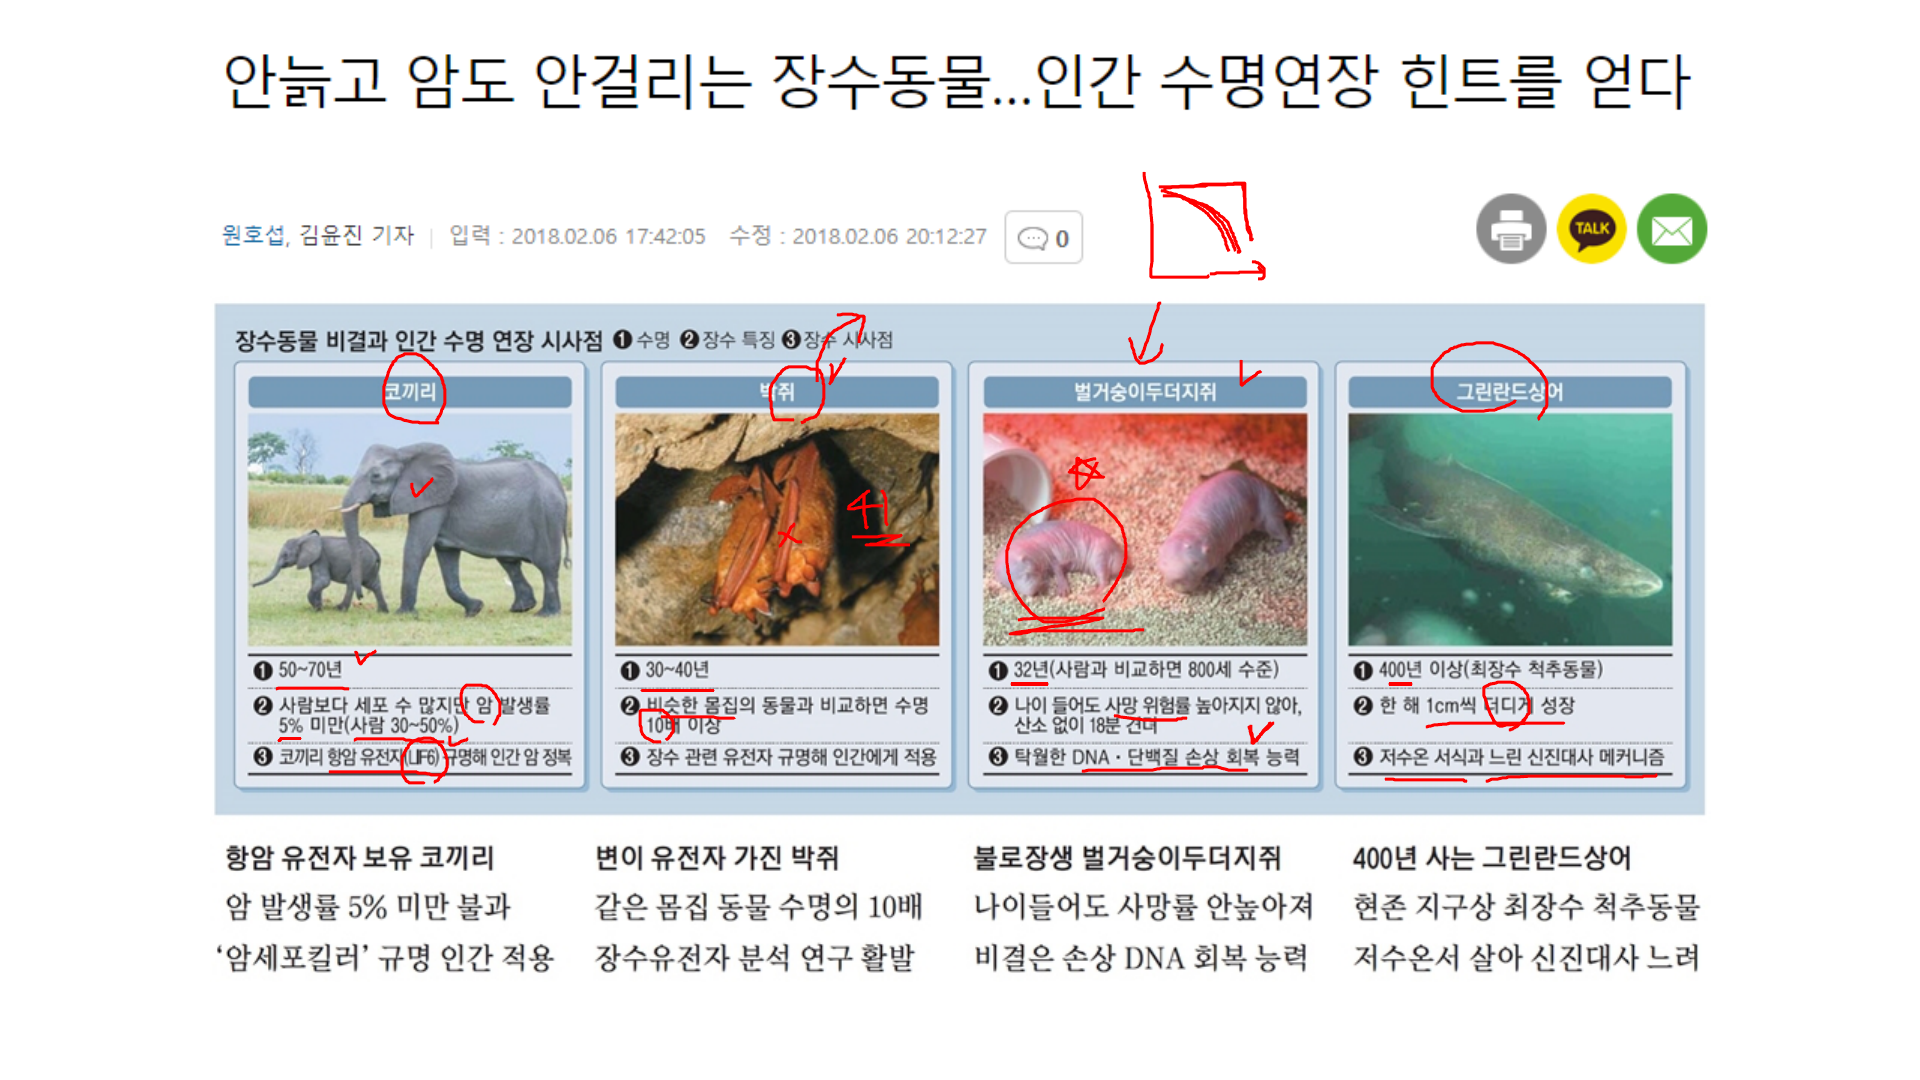 안늙고 암도 안걸리는 장수동물...인간 수명연장 힌트를 얻다
원호섭, 김윤진 기자 | 입력 : 2018.02.06 17:42:05 수정 : 2018.02.06 20:12:27 0
TALK
장수동물 비결과 인간 수명 연장 시사점 ❶ 수명 ❷ 장수 특징 ❸ 장수 시사점
코끼리
❶ 50~70년
❷ 사람보다 세포 수 많지만 암 발생률
5% 미만(사람 30~50%)
❸ 코끼리 항암 유전자(LIF6) 규명해 인간 암 정복
박쥐
쥐
❶ 30~40년
❷ 비슷한 몸집의 동물과 비교하면 수명
10배 이상
❸ 장수 관련 유전자 규명해 인간에게 적용
벌거숭이두더지쥐
❶ 32년(사람과 비교하면 800세 수준)
❷ 나이 들어도 사망 위험률 높아지지 않아,
산소 없이 18분 견뎌
❸ 탁월한 DNA·단백질 손상 회복 능력
그린란드상어
❶ 400년 이상(최장수 척추동물)
❷ 한 해 1cm씩 더디게 성장
❸ 저수온 서식과 느린 신진대사 메커니즘
항암 유전자 보유 코끼리
암 발생률 5% 미만 불과
‘암세포킬러’ 규명 인간 적용
변이 유전자 가진 박쥐
같은 몸집 동물 수명의 10배
장수유전자 분석 연구 활발
불로장생 벌거숭이두더지쥐
나이들어도 사망률 안높아져
비결은 손상 DNA 회복 능력
400년 사는 그린란드상어
현존 지구상 최장수 척추동물
저수온서 살아 신진대사 느려